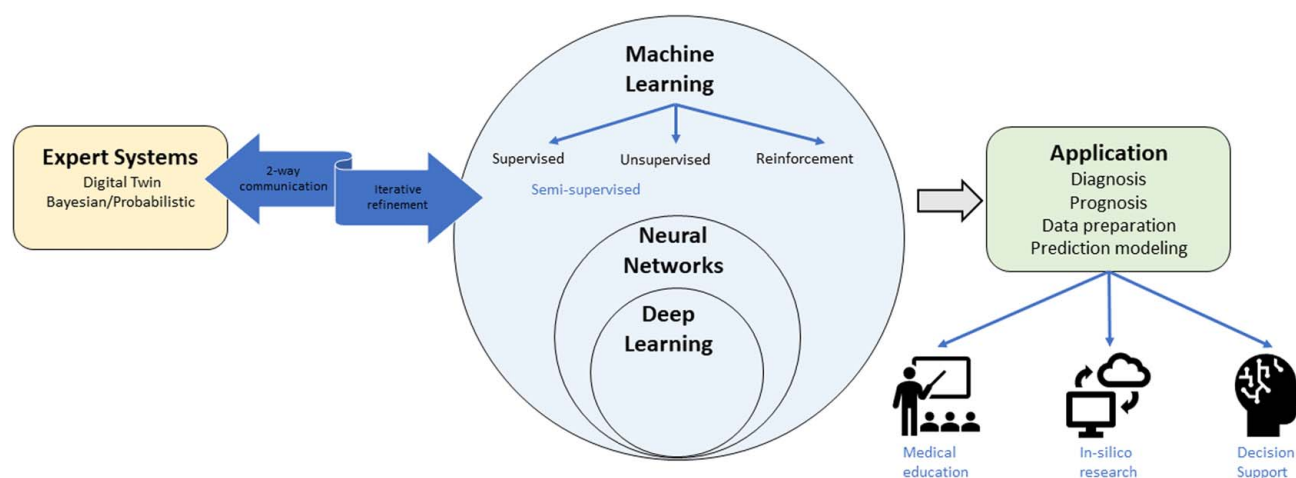 Expert Systems
Digital Twin
Bayesian/Probabilistic
2-way
communication
Iterative
refinement
Machine
Learning
Supervised
Unsupervised
Reinforcement
Semi-supervised
Neural
Networks
Deep
Learning
Application
Diagnosis
Prognosis
Data preparation
Prediction modeling
Medical
education
In-silico
research
Decision
Support